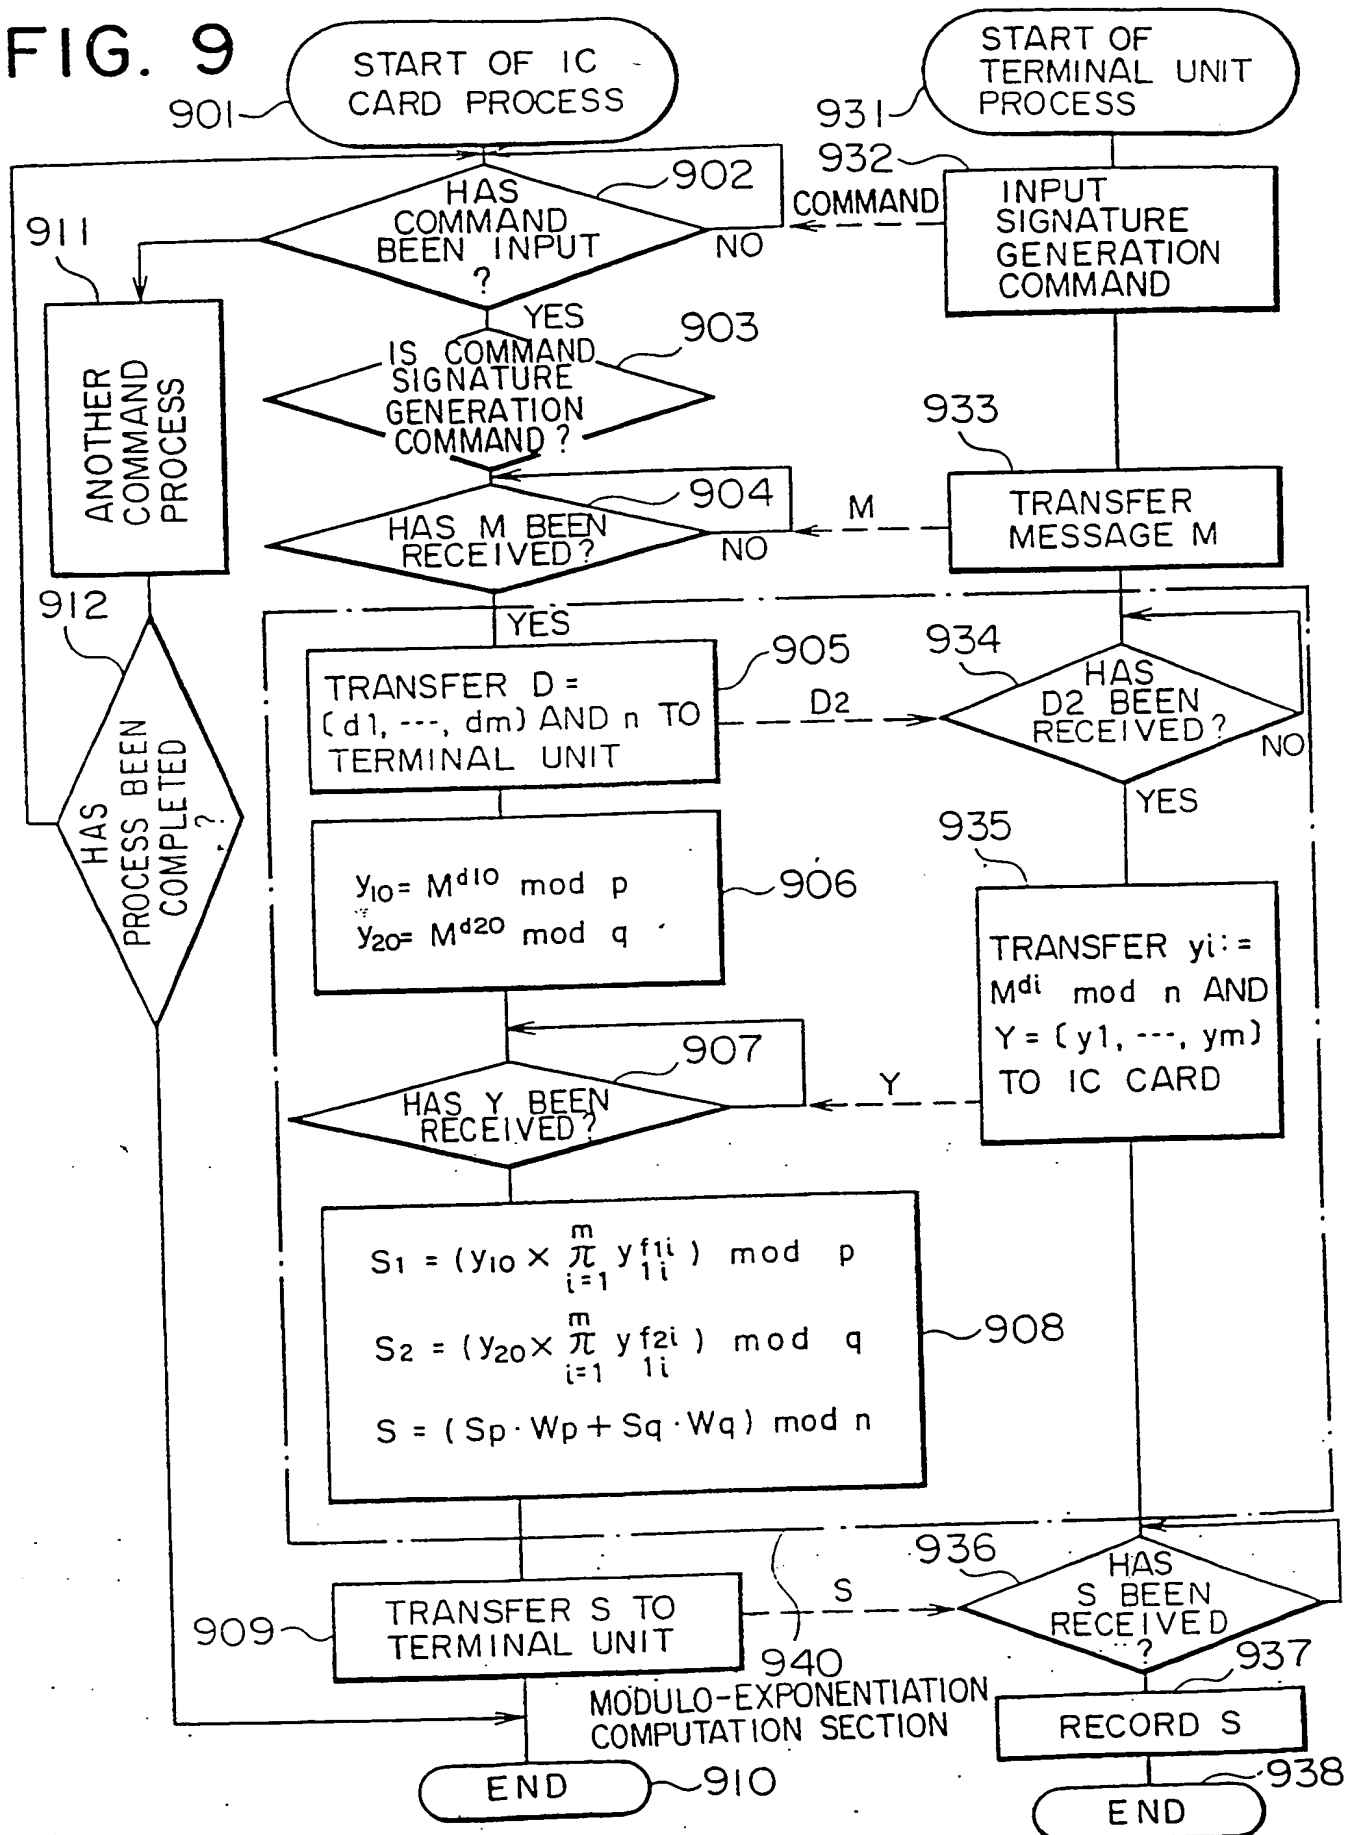 FIG. 9
START OF IC
CARD PROCESS
901
START OF
TERMINAL UNIT
PROCESS
931
932
INPUT
SIGNATURE
GENERATION
COMMAND
COMMAND
HAS
COMMAND
BEEN INPUT
?
902
NO
YES
911
ANOTHER
COMMAND
PROCESS
IS COMMAND
SIGNATURE
GENERATION
COMMAND?
903
933
TRANSFER
MESSAGE M
M
HAS M BEEN
RECEIVED?
904
NO
YES
912
HAS
PROCESS BEEN
COMPLETED
?
TRANSFER D =
(d1, ---, dm) AND n TO
TERMINAL UNIT
905
D2
934
HAS
D2 BEEN
RECEIVED?
NO
YES
y10 = M^d10 mod p
y20 = M^d20 mod q
906
935
TRANSFER yi:=
M^di mod n AND
Y = (y1, ---, ym)
TO IC CARD
Y
HAS Y BEEN
RECEIVED?
907
S1 = (y10 × π(i=1, m) y1i^f1i) mod p
S2 = (y20 × π(i=1, m) y1i^f2i) mod q
S = (Sp · Wp + Sq · Wq) mod n
908
936
HAS
S BEEN
RECEIVED
?
S
TRANSFER S TO
TERMINAL UNIT
909
940
MODULO-EXPONENTIATION
COMPUTATION SECTION
937
RECORD S
END
910
END
938